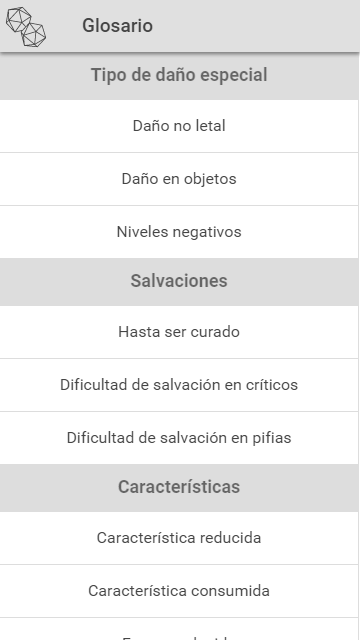 Glosario
Tipo de daño especial
Daño no letal
Daño en objetos
Niveles negativos
Salvaciones
Hasta ser curado
Dificultad de salvación en críticos
Dificultad de salvación en pifias
Características
Característica reducida
Característica consumida